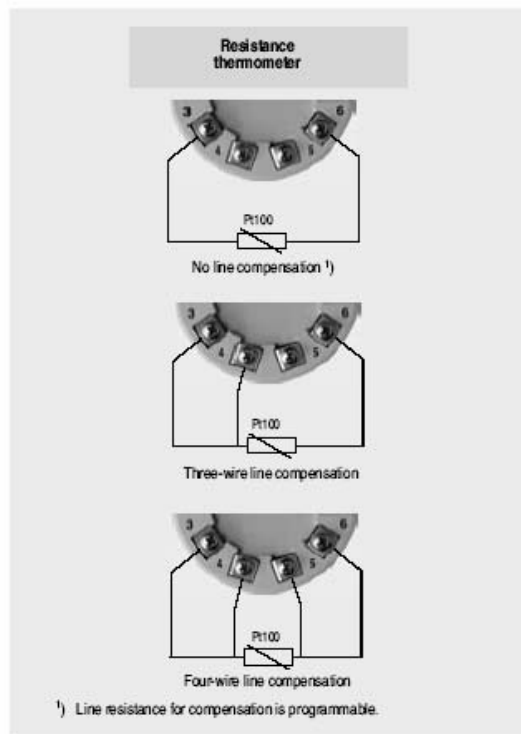 Resistance
thermometer
3
6
4
5
Pt100
No line compensation ¹)
3
6
4
5
Pt100
Three-wire line compensation
3
6
4
5
Pt100
Four-wire line compensation
¹) Line resistance for compensation is programmable.